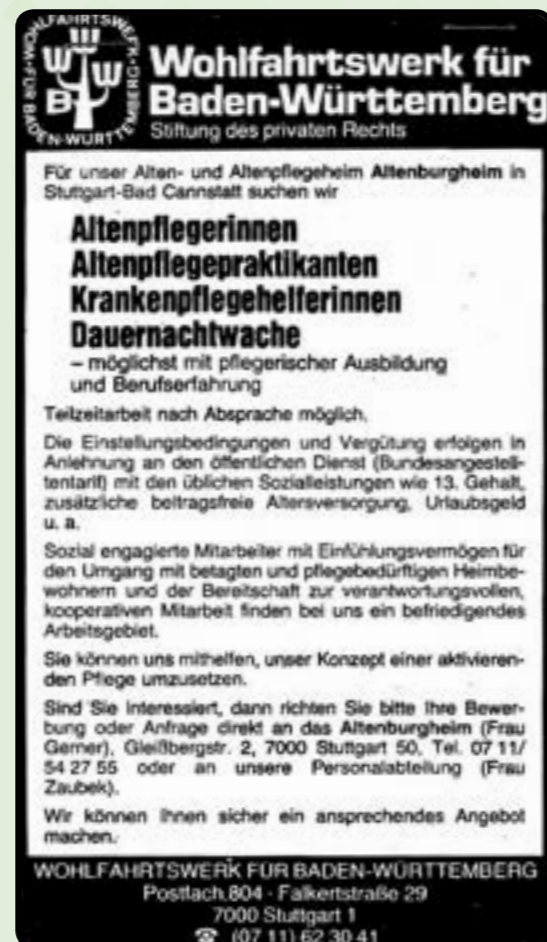 WOHLFAHRTSWERK
FÜR BADEN-WÜRTTEMBERG
W W
B
Wohlfahrtswerk für
Baden-Württemberg
Stiftung des privaten Rechts
Für unser Alten- und Altenpflegeheim Altenburgheim in
Stuttgart-Bad Cannstatt suchen wir
Altenpflegerinnen
Altenpflegepraktikanten
Krankenpflegehelferinnen
Dauernachtwache
– möglichst mit pflegerischer Ausbildung
und Berufserfahrung
Teilzeitarbeit nach Absprache möglich.
Die Einstellungsbedingungen und Vergütung erfolgen in
Anlehnung an den öffentlichen Dienst (Bundesangestell-
tentarif) mit den üblichen Sozialleistungen wie 13. Gehalt,
zusätzliche beitragsfreie Altersversorgung, Urlaubsgeld
u. a.
Sozial engagierte Mitarbeiter mit Einfühlungsvermögen für
den Umgang mit betagten und pflegebedürftigen Heimbe-
wohnern und der Bereitschaft zur verantwortungsvollen,
kooperativen Mitarbeit finden bei uns ein befriedigendes
Arbeitsgebiet.
Sie können uns mithelfen, unser Konzept einer aktivieren-
den Pflege umzusetzen.
Sind Sie interessiert, dann richten Sie bitte Ihre Bewer-
bung oder Anfrage direkt an das Altenburgheim (Frau
Gerner), Gleißbergstr. 2, 7000 Stuttgart 50, Tel. 07 11/
54 27 55 oder an unsere Personalabteilung (Frau
Zaubek).
Wir können Ihnen sicher ein ansprechendes Angebot
machen.
WOHLFAHRTSWERK FÜR BADEN-WÜRTTEMBERG
Postfach 804 · Falkertstraße 29
7000 Stuttgart 1
☎ (07 11) 62 30 41